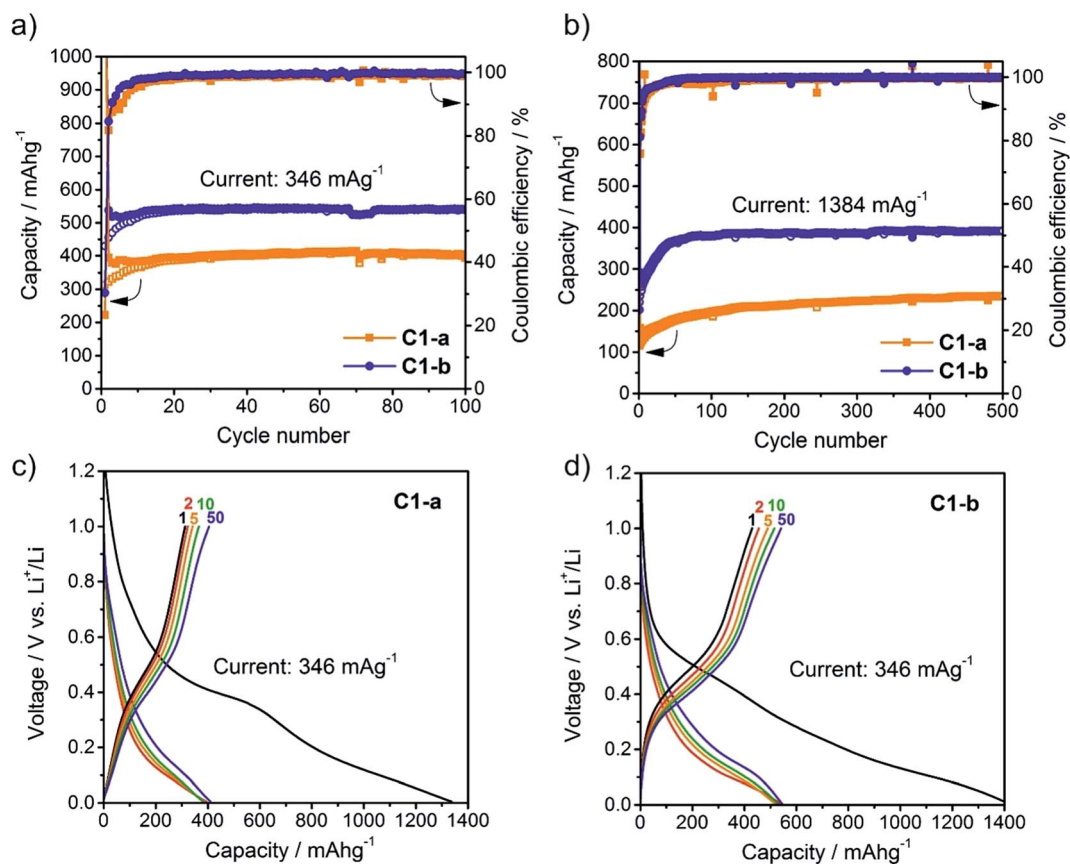 a)
1000
900
800
700
600
500
400
300
200
100
0
Capacity / mAhg⁻¹
100
80
60
40
20
0
Coulombic efficiency / %
Current: 346 mAg⁻¹
C1-a
C1-b
0 20 40 60 80 100
Cycle number
b)
800
700
600
500
400
300
200
100
0
Capacity / mAhg⁻¹
100
80
60
40
20
0
Coulombic efficiency / %
Current: 1384 mAg⁻¹
C1-a
C1-b
0 100 200 300 400 500
Cycle number
c)
1.2
1.0
0.8
0.6
0.4
0.2
0.0
Voltage / V vs. Li⁺/Li
C1-a
2 10
1 5 50
Current: 346 mAg⁻¹
0 200 400 600 800 1000 1200 1400
Capacity / mAhg⁻¹
d)
1.2
1.0
0.8
0.6
0.4
0.2
0.0
Voltage / V vs. Li⁺/Li
C1-b
2 10
1 5 50
Current: 346 mAg⁻¹
0 200 400 600 800 1000 1200 1400
Capacity / mAhg⁻¹